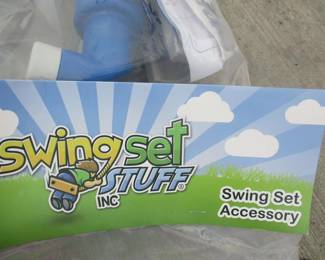 swing set
STUFF
INC
Swing Set
Accessory